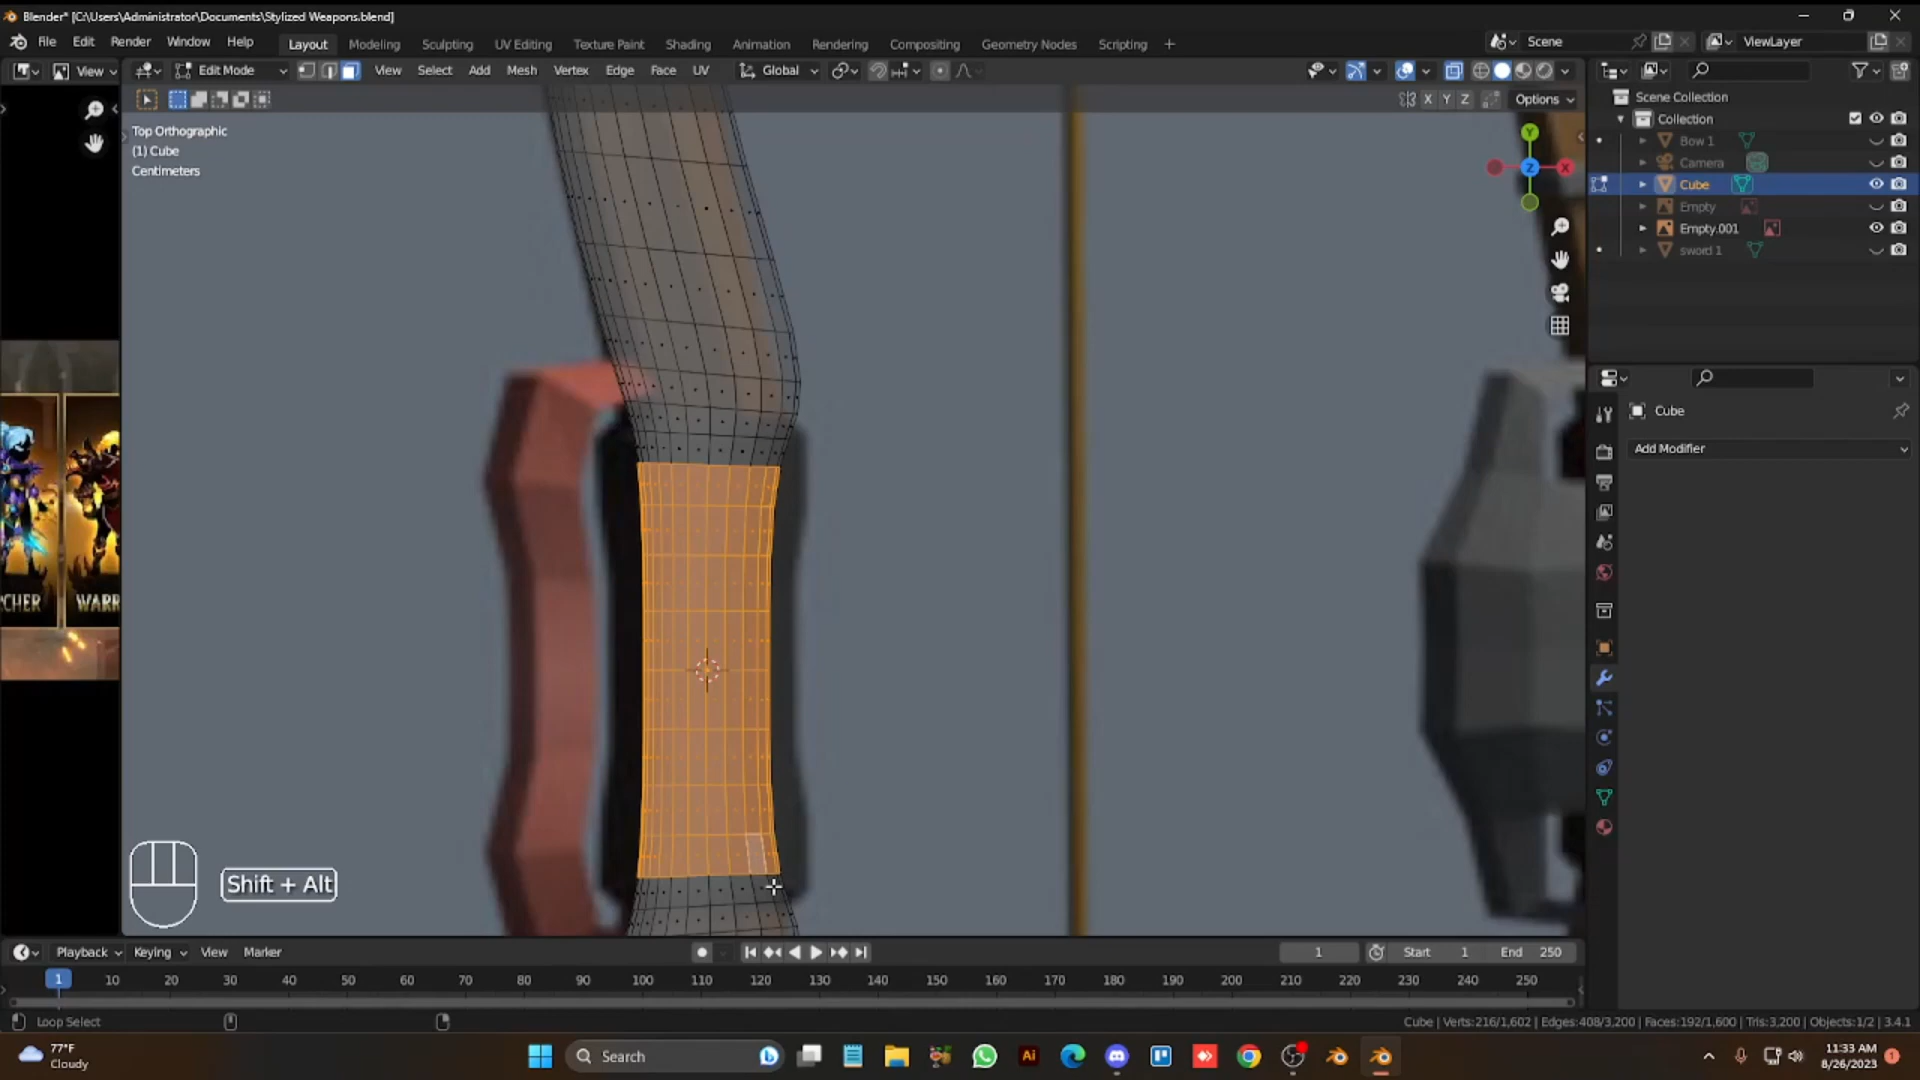 Blender* [C:\Users\Administrator\Documents\Stylized Weapons.blend]
File Edit Render Window Help Layout Modeling Sculpting UV Editing Texture Paint Shading Animation Rendering Compositing Geometry Nodes Scripting + Scene ViewLayer
View Edit Mode View Select Add Mesh Vertex Edge Face UV Global
X Y Z Options
Scene Collection
Collection
Bow 1
Camera
Cube
Empty
Empty.001
sword 1
Top Orthographic
(1) Cube
Centimeters
Y
Z X
Cube
Add Modifier
CHER WARR
Shift + Alt
Playback Keying View Marker 1 Start 1 End 250
1 10 20 30 40 50 60 70 80 90 100 110 120 130 140 150 160 170 180 190 200 210 220 230 240 250
Loop Select Cube | Verts:216/1,602 | Edges:408/3,200 | Faces:192/1,600 | Tris:3,200 | Objects:1/2 | 3.4.1
77°F
Cloudy
Search
Ai
11:33 AM
8/26/2023
1